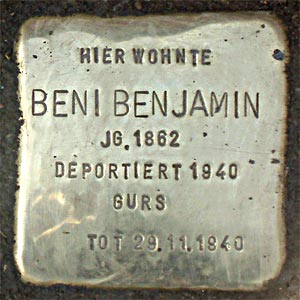 HIER WOHNTE
BENI BENJAMIN
JG. 1862
DEPORTIERT 1940
GURS
TOT 29.11.1940